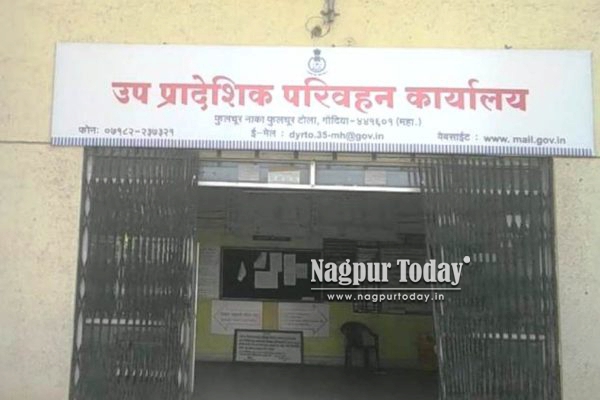 उप प्रादेशिक परिवहन कार्यालय
फुलचूर नाका फुलचूर टोला, गोंदिया-४४१६०१ (महा.)
फोन: ०७१८२-२३७३२१ ई-मेल : dyrto.35-mh@gov.in वेबसाईट : www. mail.gov.in
Nagpur Today
www.nagpurtoday.in